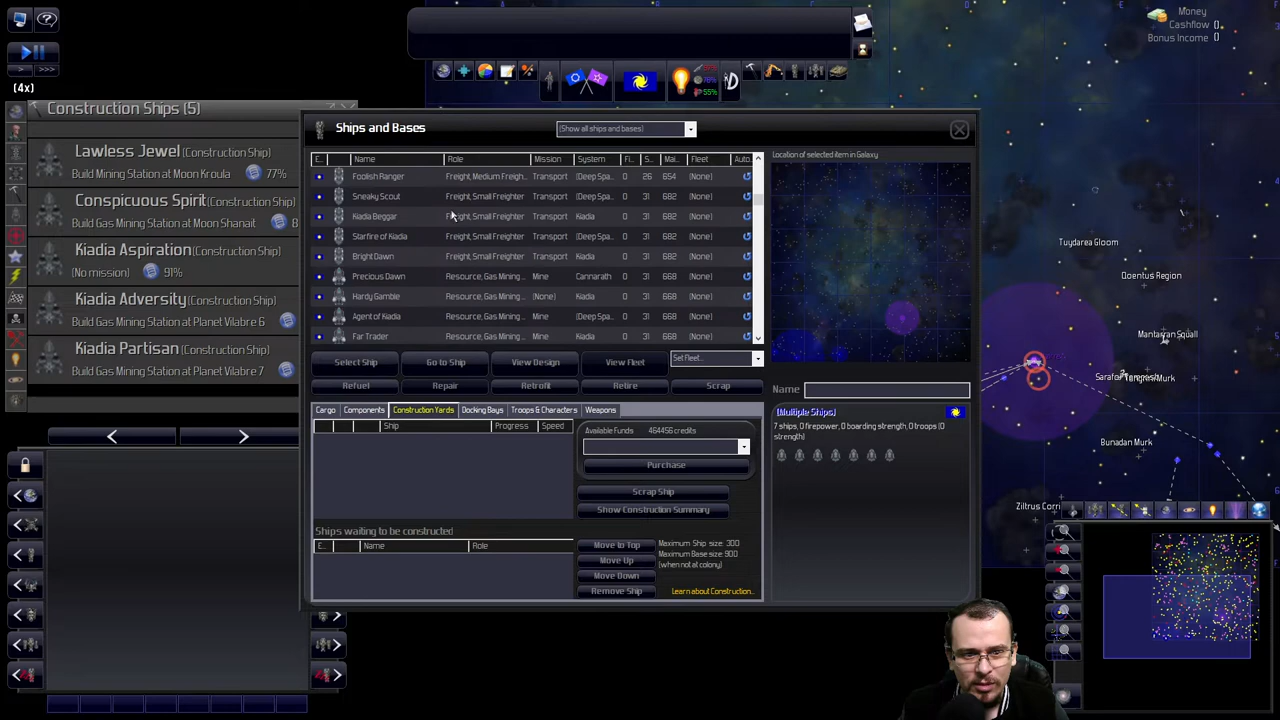 Money
Cashflow 0
Bonus Income 0
(4x)
> >>>
55%
Construction Ships (5)
Lawless Jewel (Construction Ship)
Build Mining Station at Moon Kroula 77%
Conspicuous Spirit (Construction Ship)
Build Gas Mining Station at Moon Shanait 8
Kiadia Aspiration (Construction Ship)
(No mission) 91%
Kiadia Adversity (Construction Ship)
Build Gas Mining Station at Planet Vilabre 6
Kiadia Partisan (Construction Ship)
Build Gas Mining Station at Planet Vilabre 7
Ships and Bases
(Show all ships and bases)
E... Name Role Mission System Fi... S... Mai... Fleet Auto...
Foolish Ranger Freight, Medium Freigh... Transport (Deep Spa... 0 26 654 (None)
Sneaky Scout Freight, Small Freighter Transport (Deep Spa... 0 31 682 (None)
Kiadia Beggar Freight, Small Freighter Transport Kiadia 0 31 682 (None)
Starfire of Kiadia Freight, Small Freighter Transport (Deep Spa... 0 31 682 (None)
Bright Dawn Freight, Small Freighter Transport Kiadia 0 31 682 (None)
Precious Dawn Resource, Gas Mining ... Mine Cannarath 0 31 668 (None)
Hardy Gamble Resource, Gas Mining ... (None) Kiadia 0 31 668 (None)
Agent of Kiadia Resource, Gas Mining ... Mine Kiadia 0 31 668 (None)
Far Trader Resource, Gas Mining ... Mine Kiadia 0 31 668 (None)
Select Ship Go to Ship View Design View Fleet Set Fleet...
Refuel Repair Retrofit Retire Scrap
Cargo Components Construction Yards Docking Bays Troops & Characters Weapons
Ship Progress Speed
Available Funds 464456 credits
Purchase
Scrap Ship
Show Construction Summary
Ships waiting to be constructed
E... Name Role
Move to Top
Move Up
Move Down
Remove Ship
Maximum Ship size: 300
Maximum Base size: 900
(when not at colony)
Learn about Construction...
Location of selected item in Galaxy
Name
(Multiple Ships)
7 ships, 0 firepower, 0 boarding strength, 0 troops (0
strength)
Tuydarea Gloom
Doentus Region
Mantarran Squall
Bunadan Murk
Ziltrus Corri